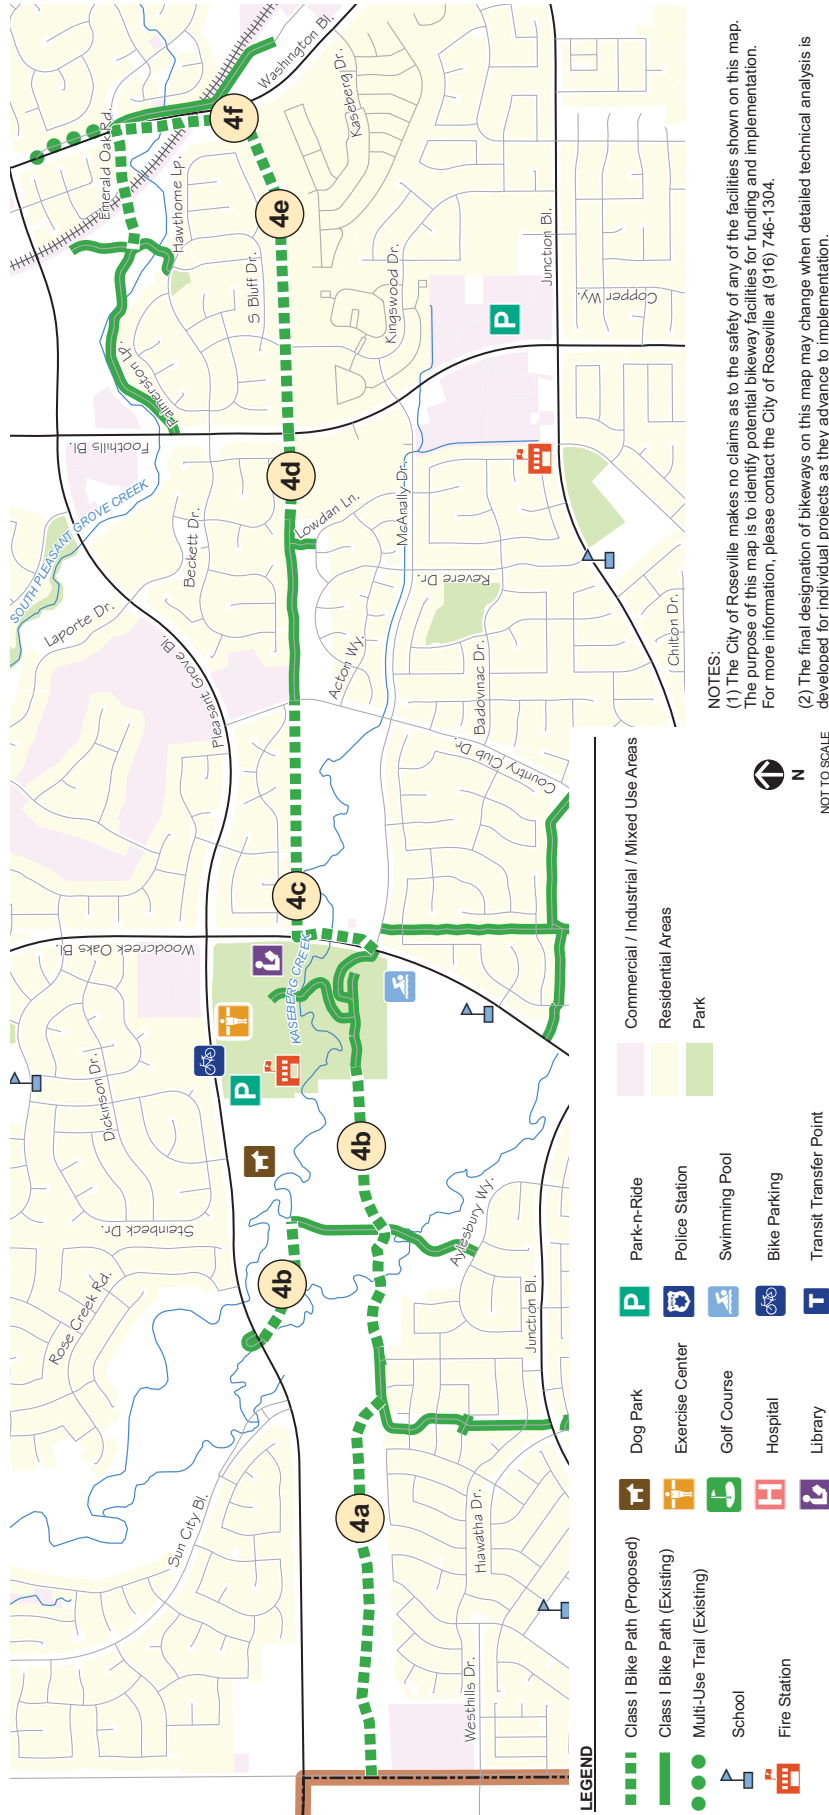 Washington Bl.
Kaseberg Dr.
Emerald Oak Rd.
Hawthorne Lp.
4f
4e
S Bluff Dr.
Kingswood Dr.
Junction Bl.
Copper Wy.
P
Palmerston Lp.
Foothills Bl.
SOUTH PLEASANT GROVE CREEK
Beckett Dr.
Laporte Dr.
4d
Lowdan Ln.
McAnally Dr.
Revere Dr.
Chilton Dr.
Badovinac Dr.
Acton Wy.
Pleasant Grove Bl.
Country Club Dr.
4c
Woodcreek Oaks Bl.
KASEBERG CREEK
P
Dickinson Dr.
4b
Steinbeck Dr.
Aylesbury Wy.
4b
Rose Creek Rd.
Junction Bl.
4a
Sun City Bl.
Hiawatha Dr.
Westhills Dr.
LEGEND
Class I Bike Path (Proposed)
Class I Bike Path (Existing)
Multi-Use Trail (Existing)
School
Fire Station
Dog Park
Exercise Center
Golf Course
H
Hospital
Library
P
Park-n-Ride
Police Station
Swimming Pool
Bike Parking
T
Transit Transfer Point
Commercial / Industrial / Mixed Use Areas
Residential Areas
Park
N
NOT TO SCALE
NOTES:
(1) The City of Roseville makes no claims as to the safety of any of the facilities shown on this map.
The purpose of this map is to identify potential bikeway facilities for funding and implementation.
For more information, please contact the City of Roseville at (916) 746-1304.
(2) The final designation of bikeways on this map may change when detailed technical analysis is
developed for individual projects as they advance to implementation.